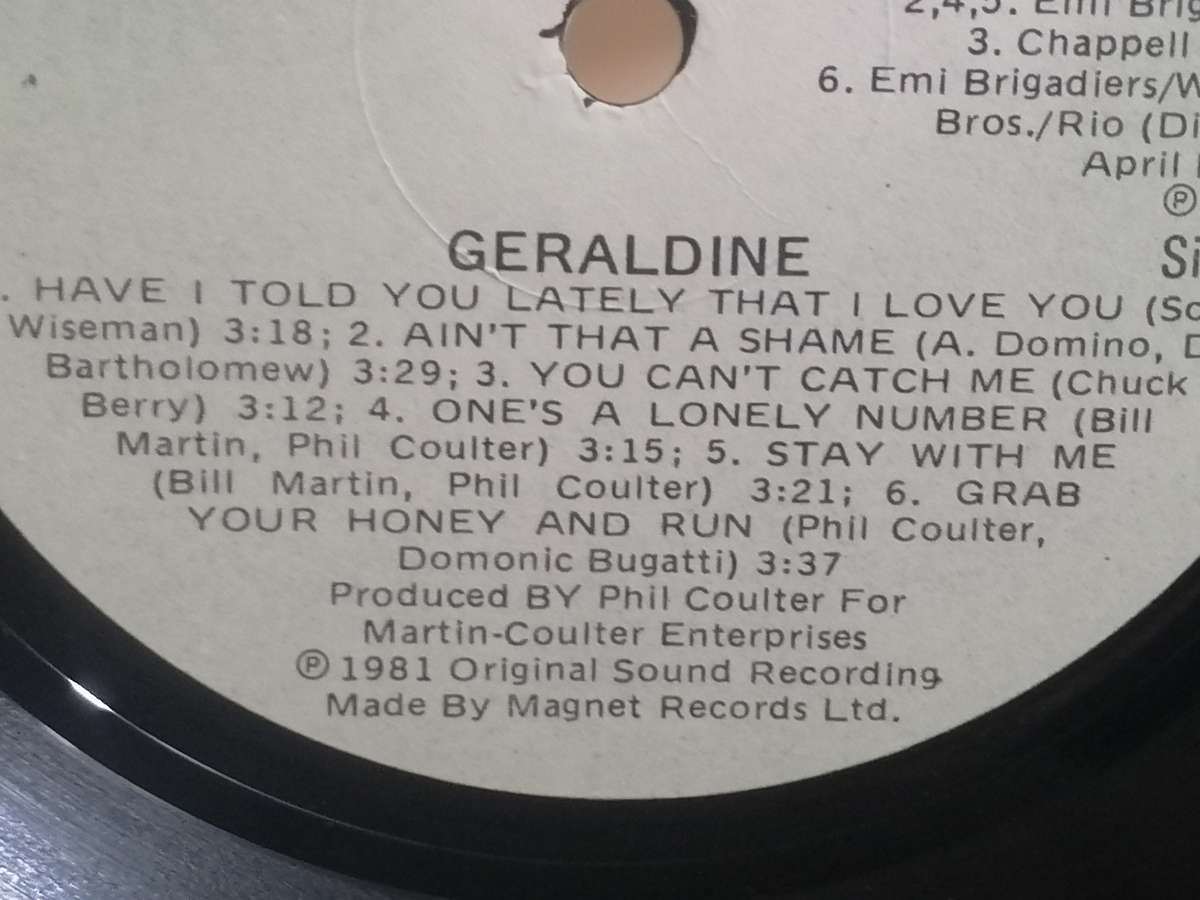 3. Chappell
6. Emi Brigadiers/
Bros./Rio
April
℗
GERALDINE
HAVE I TOLD YOU LATELY THAT I LOVE YOU
Wiseman) 3:18; 2. AIN'T THAT A SHAME (A. Domino,
Bartholomew) 3:29; 3. YOU CAN'T CATCH ME (Chuck
Berry) 3:12; 4. ONE'S A LONELY NUMBER (Bill
Martin, Phil Coulter) 3:15; 5. STAY WITH ME
(Bill Martin, Phil Coulter) 3:21; 6. GRAB
YOUR HONEY AND RUN (Phil Coulter,
Domonic Bugatti) 3:37
Produced BY Phil Coulter For
Martin-Coulter Enterprises
℗ 1981 Original Sound Recording
Made By Magnet Records Ltd.